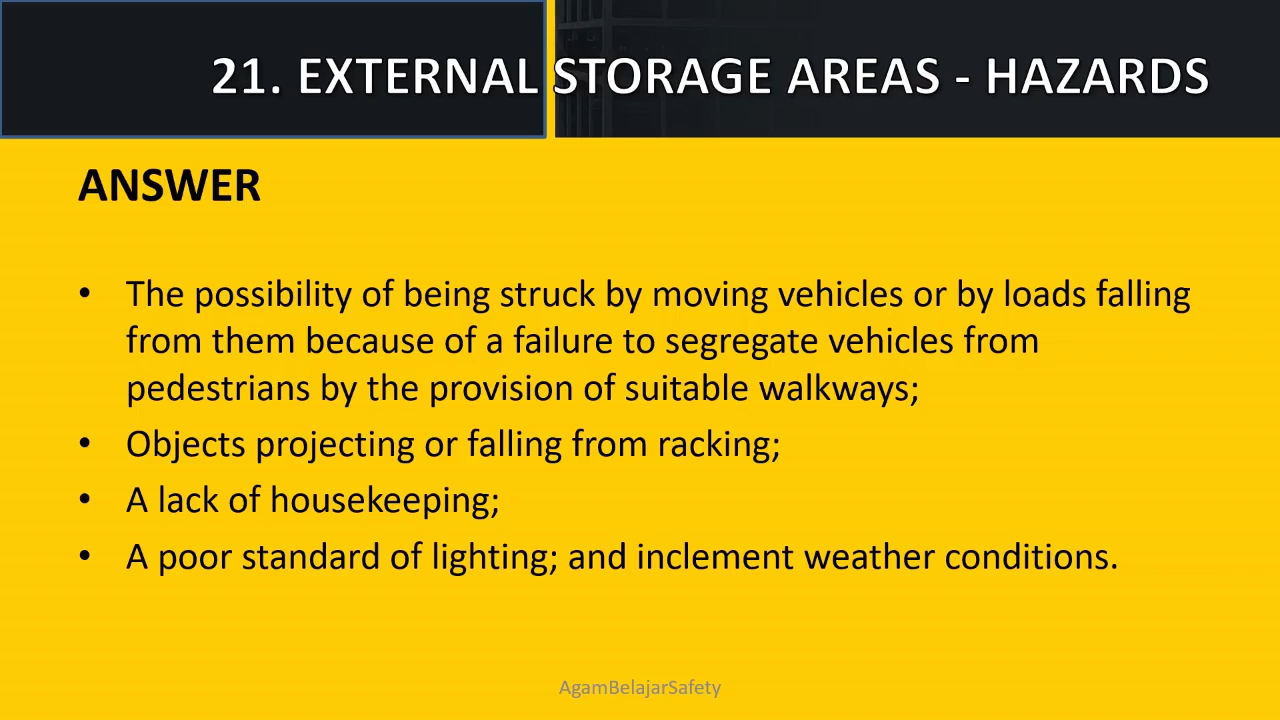 21. EXTERNAL STORAGE AREAS - HAZARDS
ANSWER
• The possibility of being struck by moving vehicles or by loads falling
from them because of a failure to segregate vehicles from
pedestrians by the provision of suitable walkways;
• Objects projecting or falling from racking;
• A lack of housekeeping;
• A poor standard of lighting; and inclement weather conditions.
AgamBelajarSafety